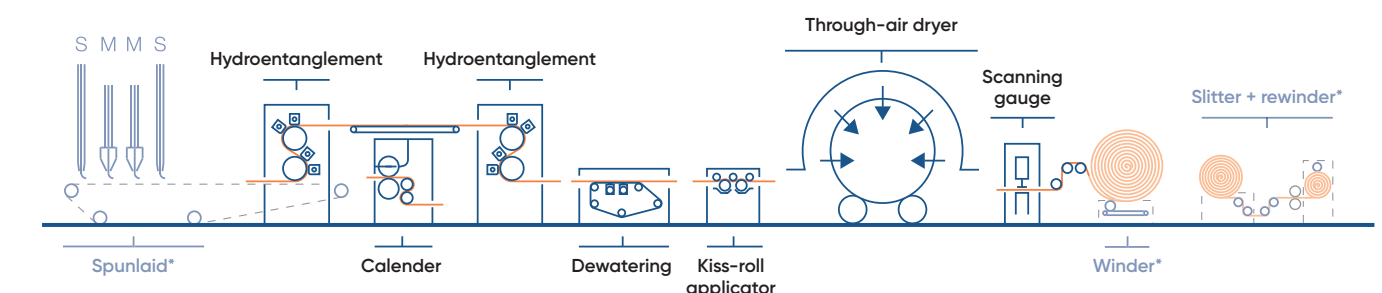 S M M S
Hydroentanglement
Hydroentanglement
Through-air dryer
Scanning
gauge
Slitter + rewinder*
Spunlaid*
Calender
Dewatering
Kiss-roll
applicator
Winder*